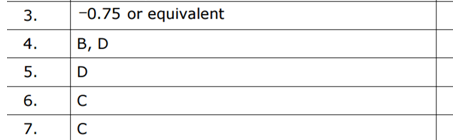 3. −0.75 or equivalent
4. B, D
5. D
6. C
7. C